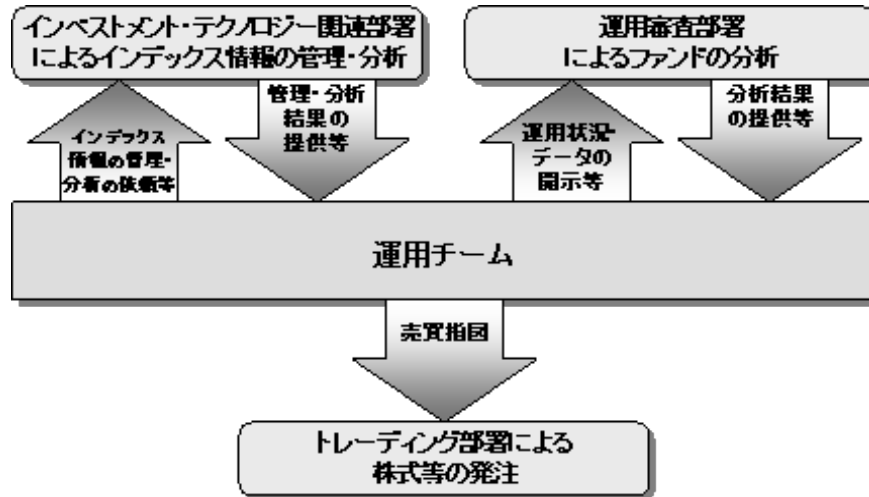 インベストメント・テクノロジー関連部署
によるインデックス情報の管理・分析
運用審査部署
によるファンドの分析
インデックス
情報の管理・
分析の依頼等
管理・分析
結果の
提供等
運用状況・
データの
開示等
分析結果
の提供等
運用チーム
売買指図
トレーディング部署による
株式等の発注